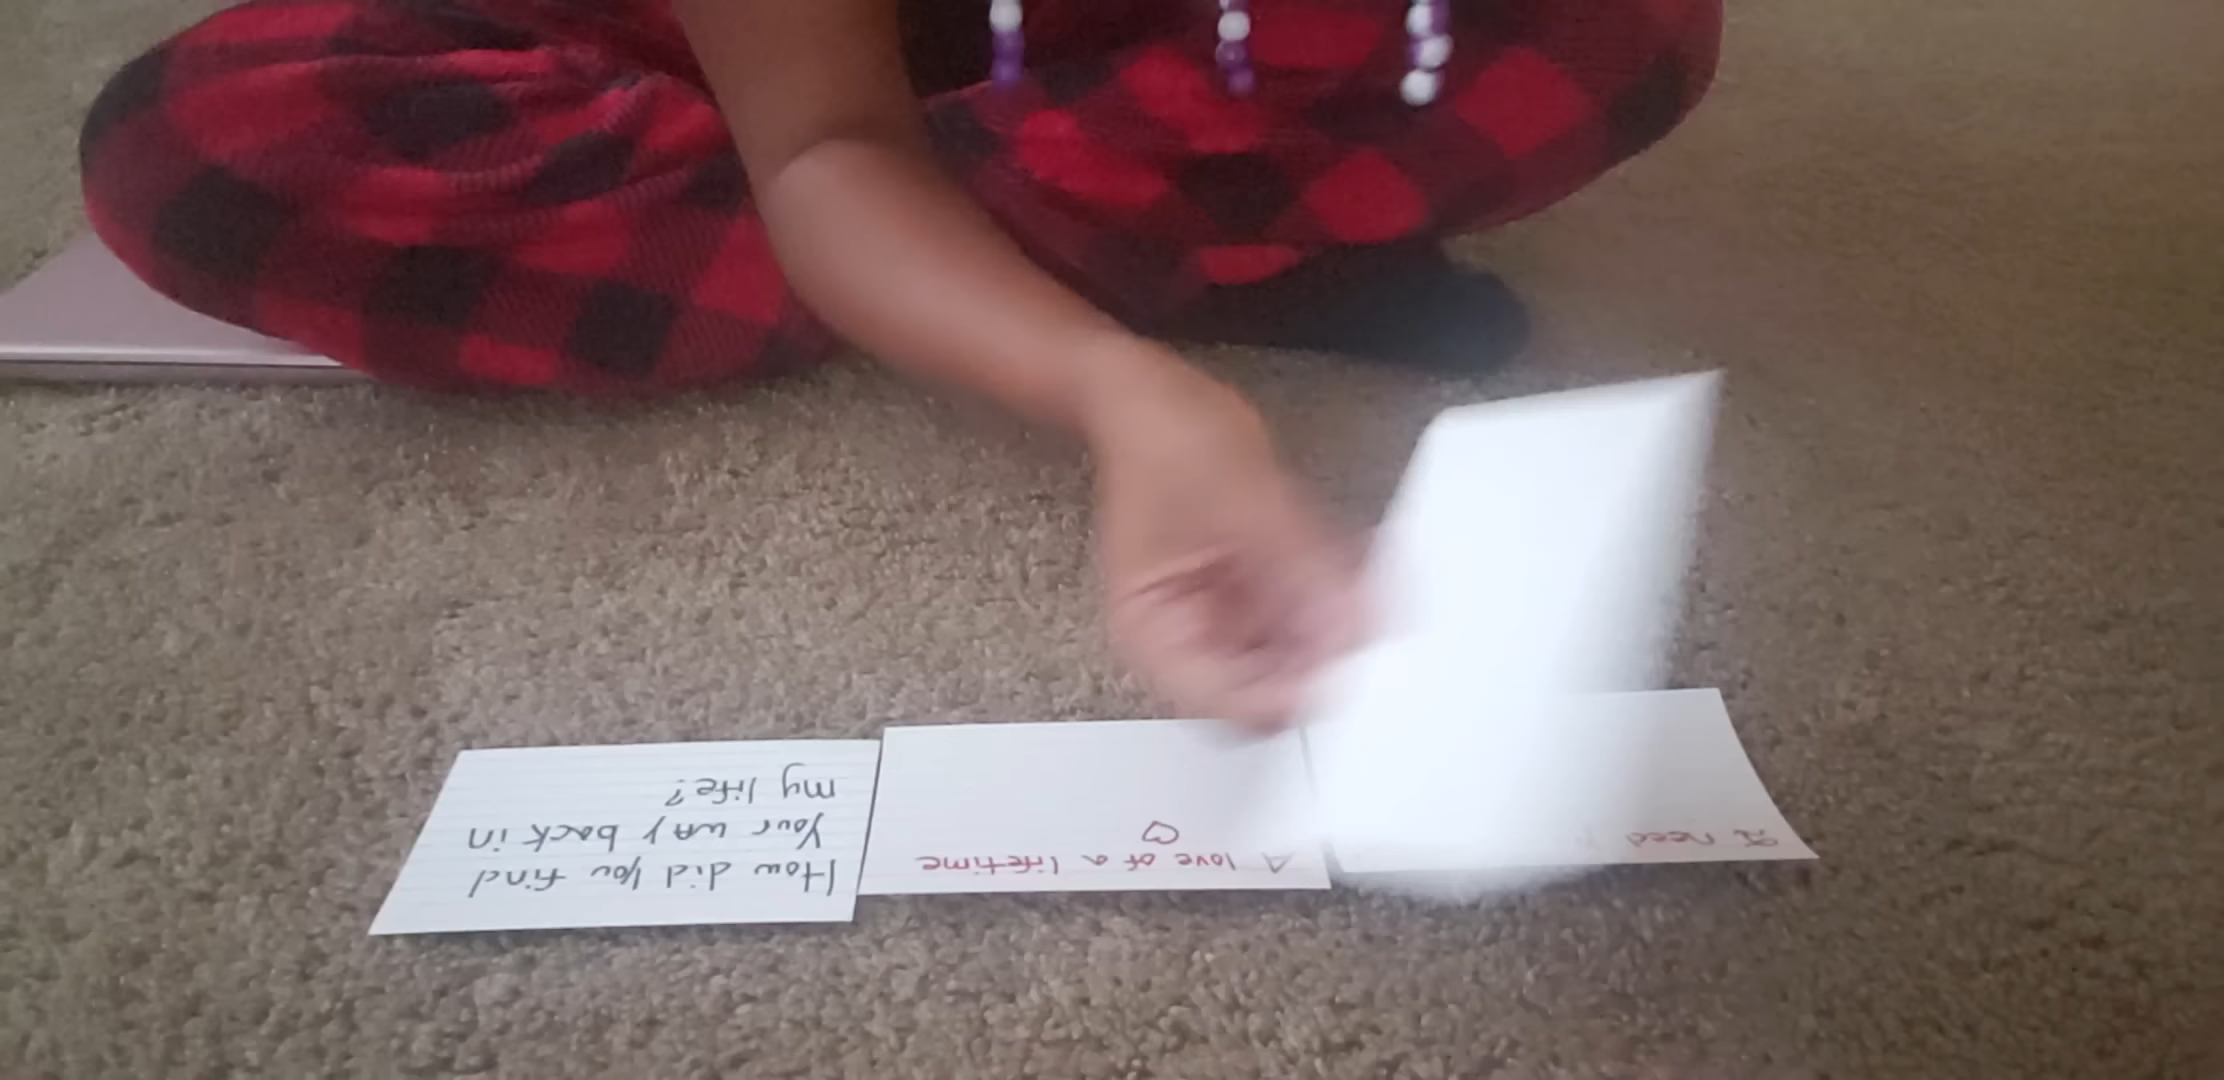 How did you find
Your way back in
my life?
A love of a lifetime
♡
I need